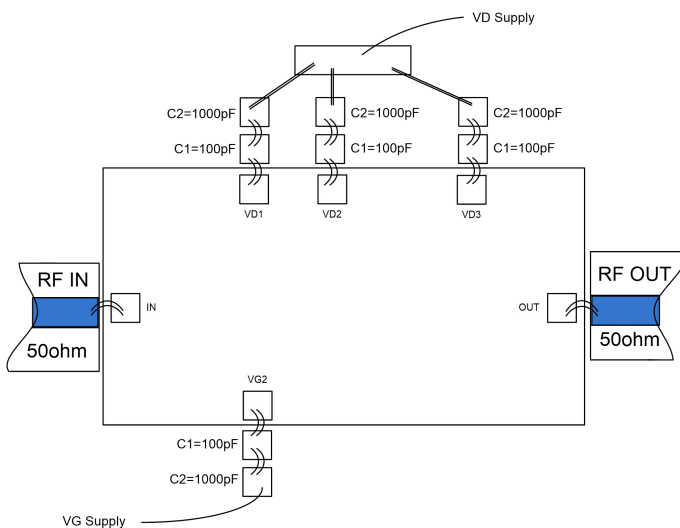 VD Supply
C2=1000pF
C2=1000pF
C2=1000pF
C1=100pF
C1=100pF
C1=100pF
VD1
VD2
VD3
RF IN
RF OUT
IN
OUT
50ohm
50ohm
VG2
C1=100pF
C2=1000pF
VG Supply